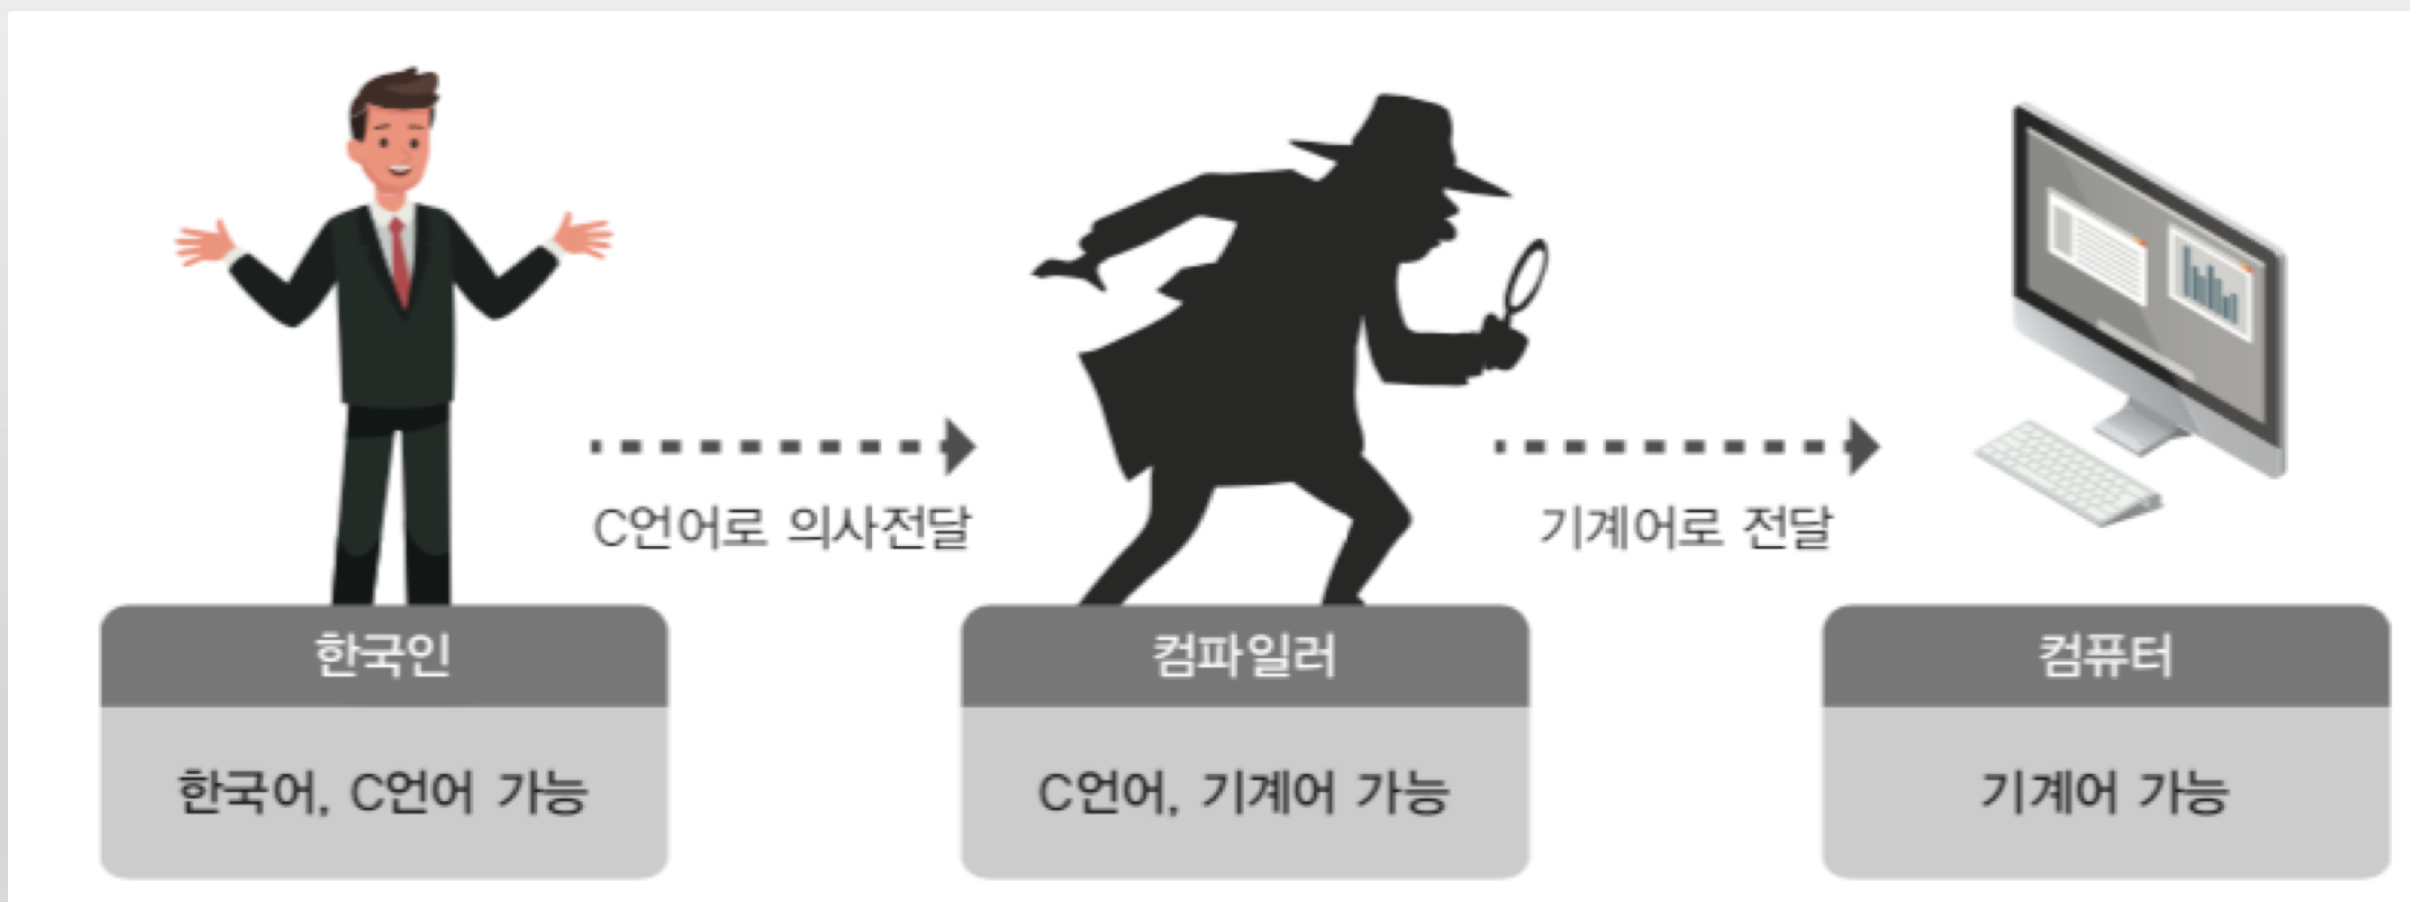 C언어로 의사전달
기계어로 전달
한국인
컴파일러
컴퓨터
한국어, C언어 가능
C언어, 기계어 가능
기계어 가능